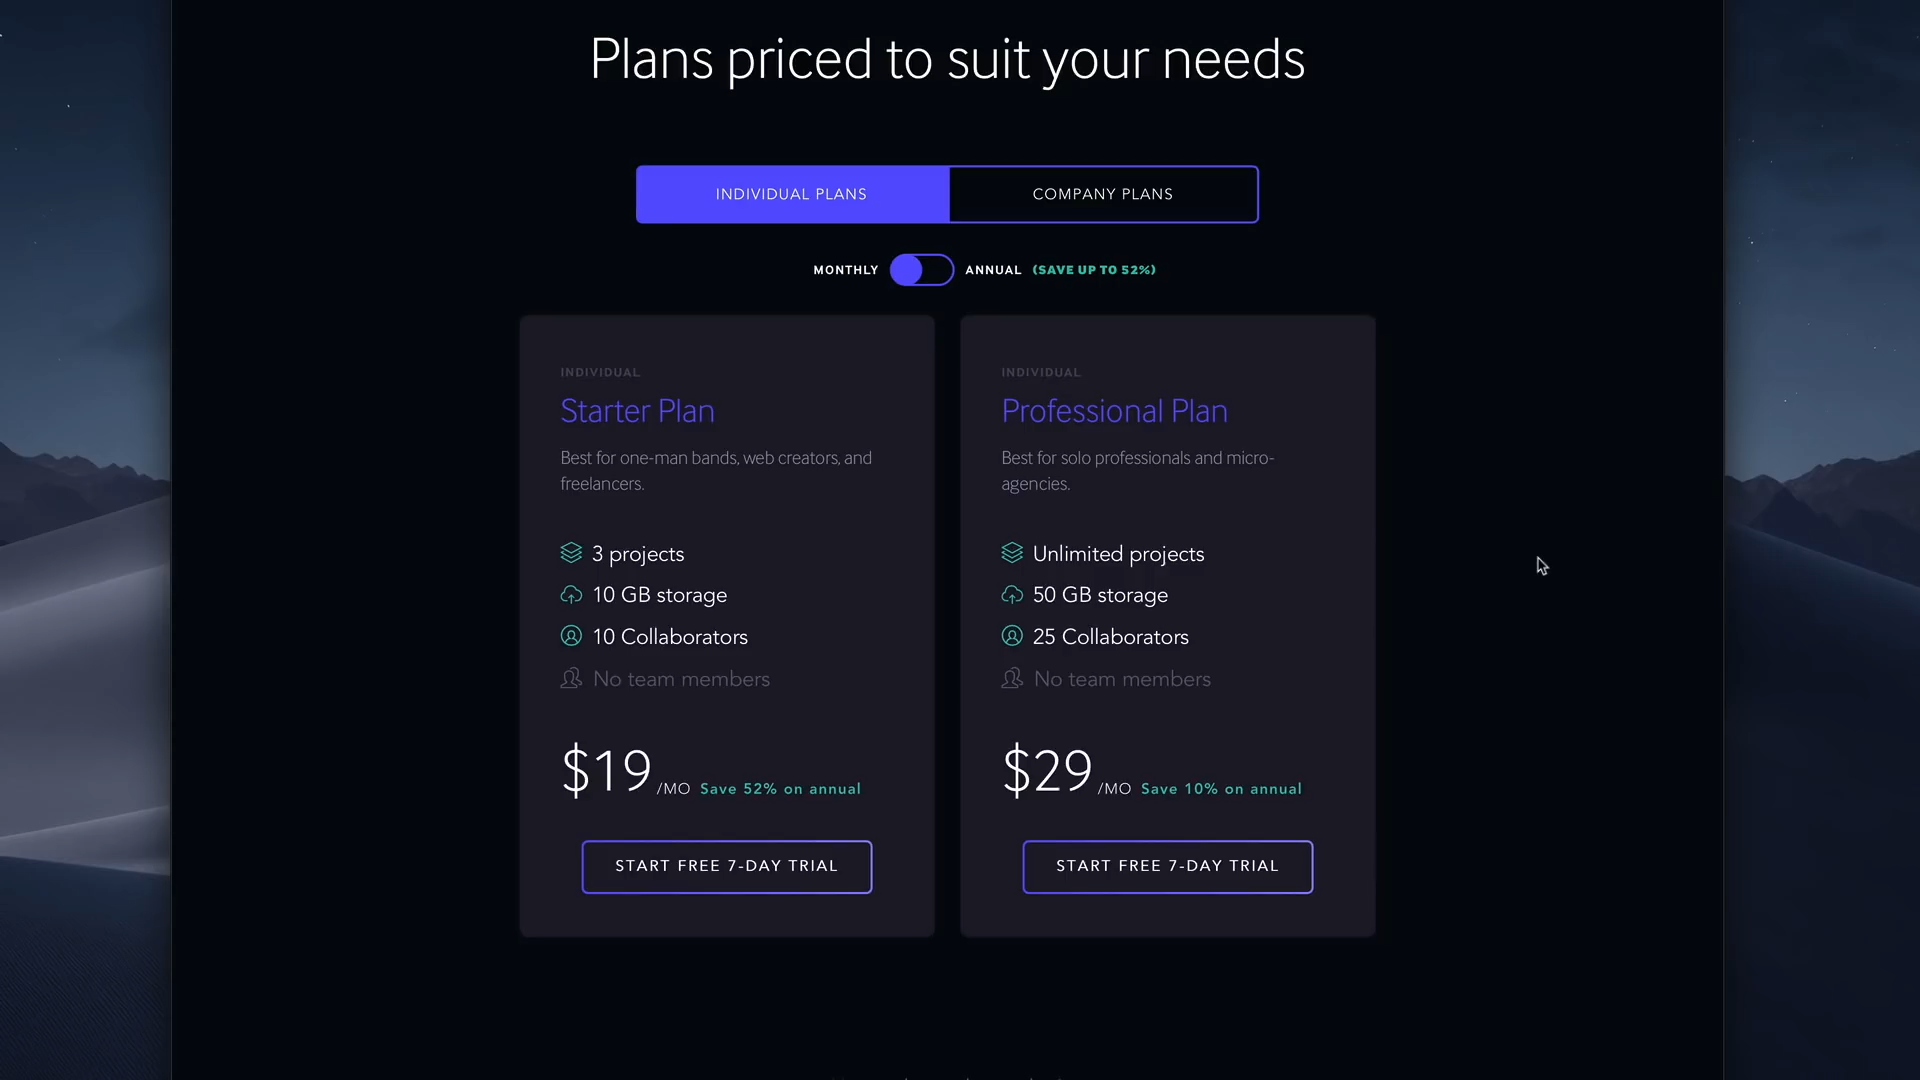 Plans priced to suit your needs
INDIVIDUAL PLANS
COMPANY PLANS
MONTHLY
ANNUAL (SAVE UP TO 52%)
INDIVIDUAL
Starter Plan
Best for one-man bands, web creators, and
freelancers.
3 projects
10 GB storage
10 Collaborators
No team members
$19 /MO Save 52% on annual
START FREE 7-DAY TRIAL
INDIVIDUAL
Professional Plan
Best for solo professionals and micro-
agencies.
Unlimited projects
50 GB storage
25 Collaborators
No team members
$29 /MO Save 10% on annual
START FREE 7-DAY TRIAL